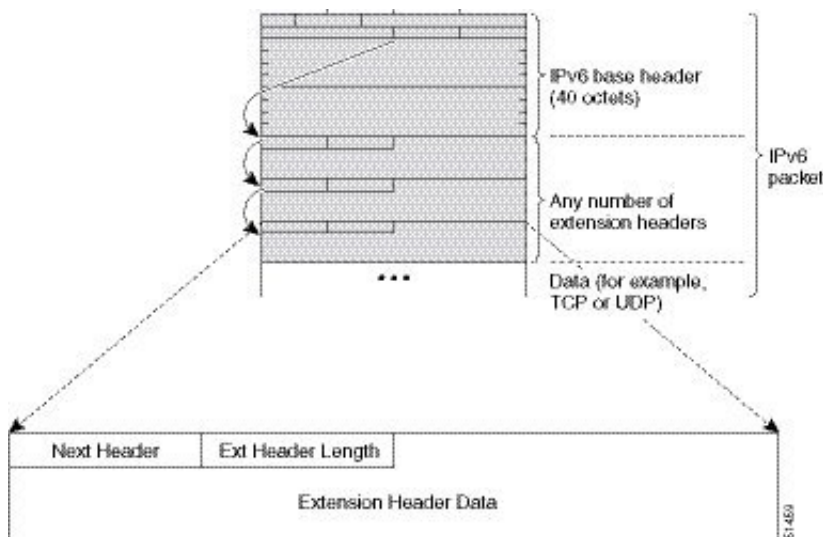 IPv6 base header
(40 octets)
IPv6
packet
Any number of
extension headers
Data (for example,
TCP or UDP)
Next Header
Ext Header Length
Extension Header Data
51459